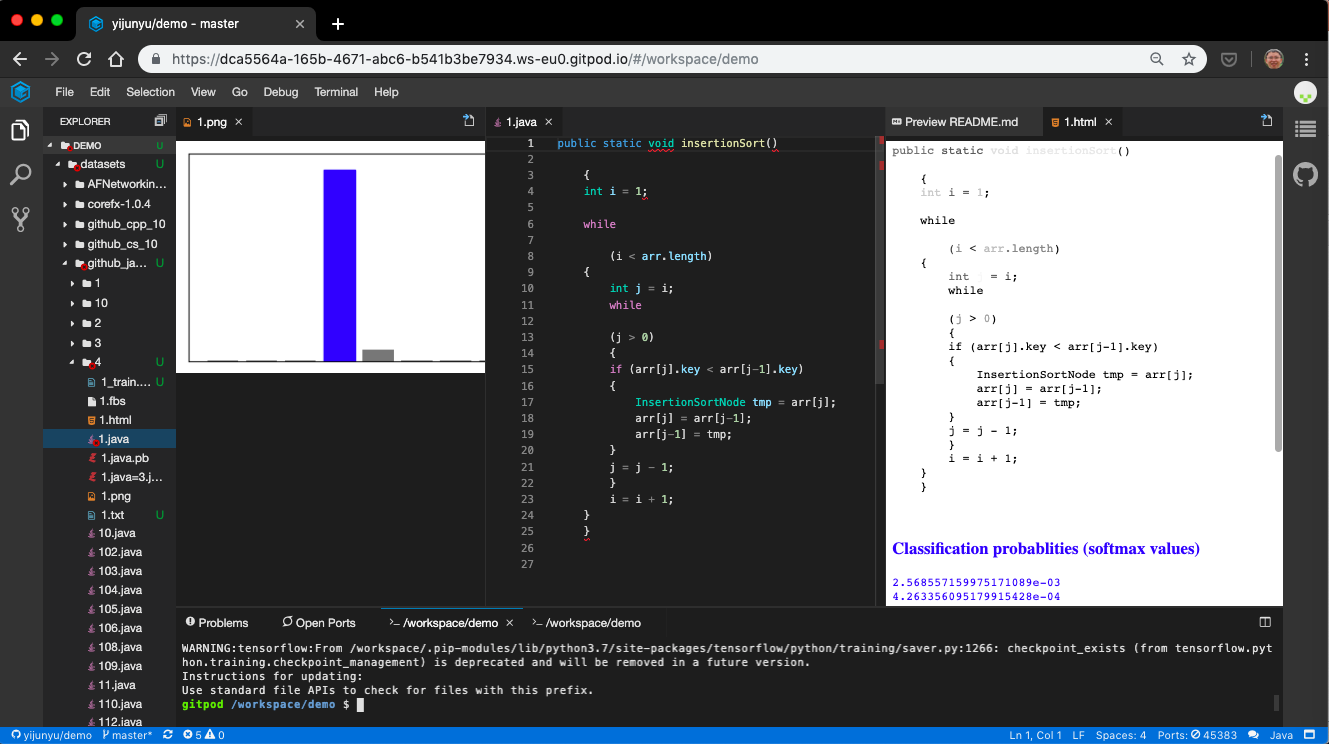 yijunyu/demo - master
https://dca5564a-165b-4671-abc6-b541b3be7934.ws-eu0.gitpod.io/#/workspace/demo
File Edit Selection View Go Debug Terminal Help
EXPLORER
DEMO U
datasets U
AFNetworkin...
corefx-1.0.4
github_cpp_10
github_cs_10
github_ja... U
1
10
2
3
4 U
1_train.... U
1.fbs
1.html
1.java
1.java.pb
1.java=3.j...
1.png
1.txt U
10.java
102.java
103.java
104.java
105.java
106.java
108.java
109.java
11.java
110.java
112.java
1.png
1.java
1 public static void insertionSort()
2
3 {
4 int i = 1;
5
6 while
7
8 (i < arr.length)
9 {
10 int j = i;
11 while
12
13 (j > 0)
14 {
15 if (arr[j].key < arr[j-1].key)
16 {
17 InsertionSortNode tmp = arr[j];
18 arr[j] = arr[j-1];
19 arr[j-1] = tmp;
20 }
21 j = j - 1;
22 }
23 i = i + 1;
24 }
25 }
26
27
Preview README.md
1.html
public static void insertionSort()
{
int i = 1;
while
(i < arr.length)
{
int = i;
while
(j > 0)
{
if (arr[j].key < arr[j-1].key)
{
InsertionSortNode tmp = arr[j];
arr[j] = arr[j-1];
arr[j-1] = tmp;
}
j = j - 1;
}
i = i + 1;
}
}
Classification probablities (softmax values)
2.568557159975171089e-03
4.263356095179915428e-04
Problems Open Ports >_ /workspace/demo >_ /workspace/demo
WARNING:tensorflow:From /workspace/.pip-modules/lib/python3.7/site-packages/tensorflow/python/training/saver.py:1266: checkpoint_exists (from tensorflow.pyt
hon.training.checkpoint_management) is deprecated and will be removed in a future version.
Instructions for updating:
Use standard file APIs to check for files with this prefix.
gitpod /workspace/demo $
yijunyu/demo master* 5 0 Ln 1, Col 1 LF Spaces: 4 Ports: 45383 Java